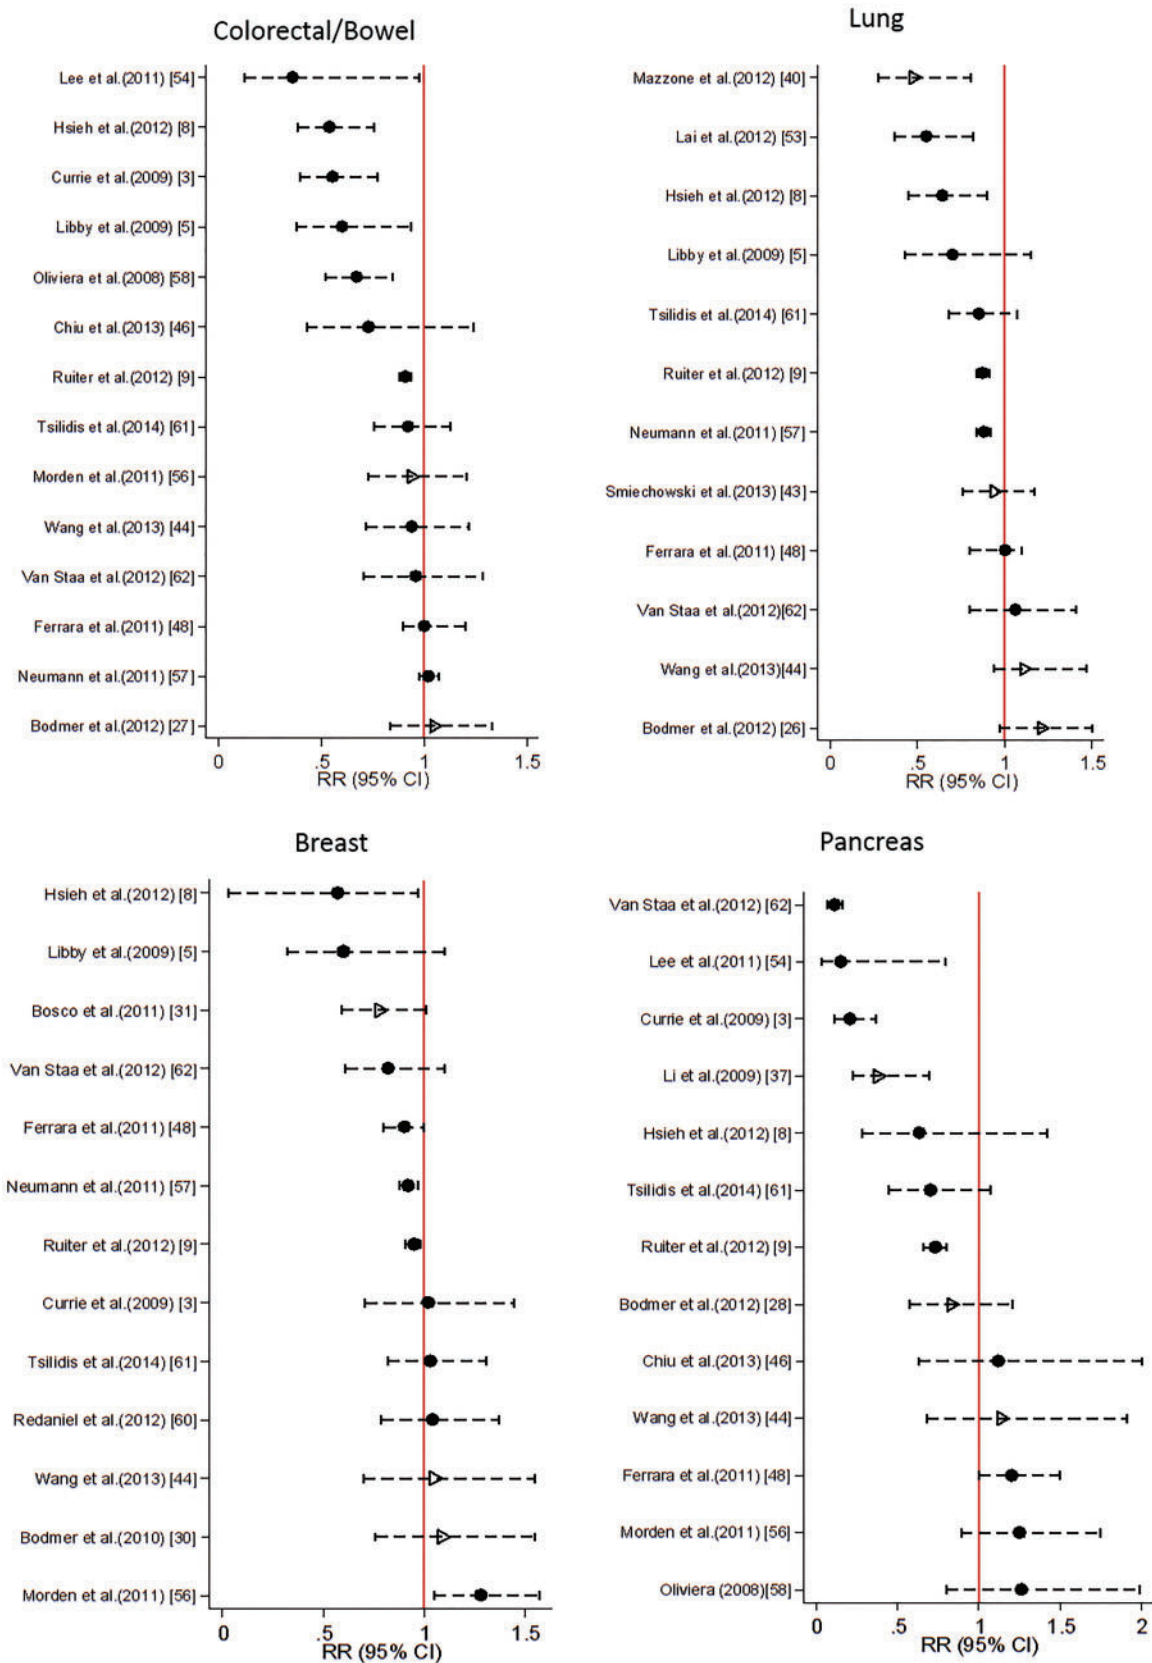 Colorectal/Bowel
Lee et al.(2011) [54]
Hsieh et al.(2012) [8]
Currie et al.(2009) [3]
Libby et al.(2009) [5]
Oliviera et al.(2008) [58]
Chiu et al.(2013) [46]
Ruiter et al.(2012) [9]
Tsilidis et al.(2014) [61]
Morden et al.(2011) [56]
Wang et al.(2013) [44]
Van Staa et al.(2012) [62]
Ferrara et al.(2011) [48]
Neumann et al.(2011) [57]
Bodmer et al.(2012) [27]
0 .5 1 1.5
RR (95% CI)
Lung
Mazzone et al.(2012) [40]
Lai et al.(2012) [53]
Hsieh et al.(2012) [8]
Libby et al.(2009) [5]
Tsilidis et al.(2014) [61]
Ruiter et al.(2012) [9]
Neumann et al.(2011) [57]
Smiechowski et al.(2013) [43]
Ferrara et al.(2011) [48]
Van Staa et al.(2012)[62]
Wang et al.(2013)[44]
Bodmer et al.(2012) [26]
0 .5 1 1.5
RR (95% CI)
Breast
Hsieh et al.(2012) [8]
Libby et al.(2009) [5]
Bosco et al.(2011) [31]
Van Staa et al.(2012) [62]
Ferrara et al.(2011) [48]
Neumann et al.(2011) [57]
Ruiter et al.(2012) [9]
Currie et al.(2009) [3]
Tsilidis et al.(2014) [61]
Redaniel et al.(2012) [60]
Wang et al.(2013) [44]
Bodmer et al.(2010) [30]
Morden et al.(2011) [56]
0 .5 1 1.5
RR (95% CI)
Pancreas
Van Staa et al.(2012) [62]
Lee et al.(2011) [54]
Currie et al.(2009) [3]
Li et al.(2009) [37]
Hsieh et al.(2012) [8]
Tsilidis et al.(2014) [61]
Ruiter et al.(2012) [9]
Bodmer et al.(2012) [28]
Chiu et al.(2013) [46]
Wang et al.(2013) [44]
Ferrara et al.(2011) [48]
Morden et al.(2011) [56]
Oliviera (2008)[58]
0 .5 1 1.5 2
RR (95% CI)